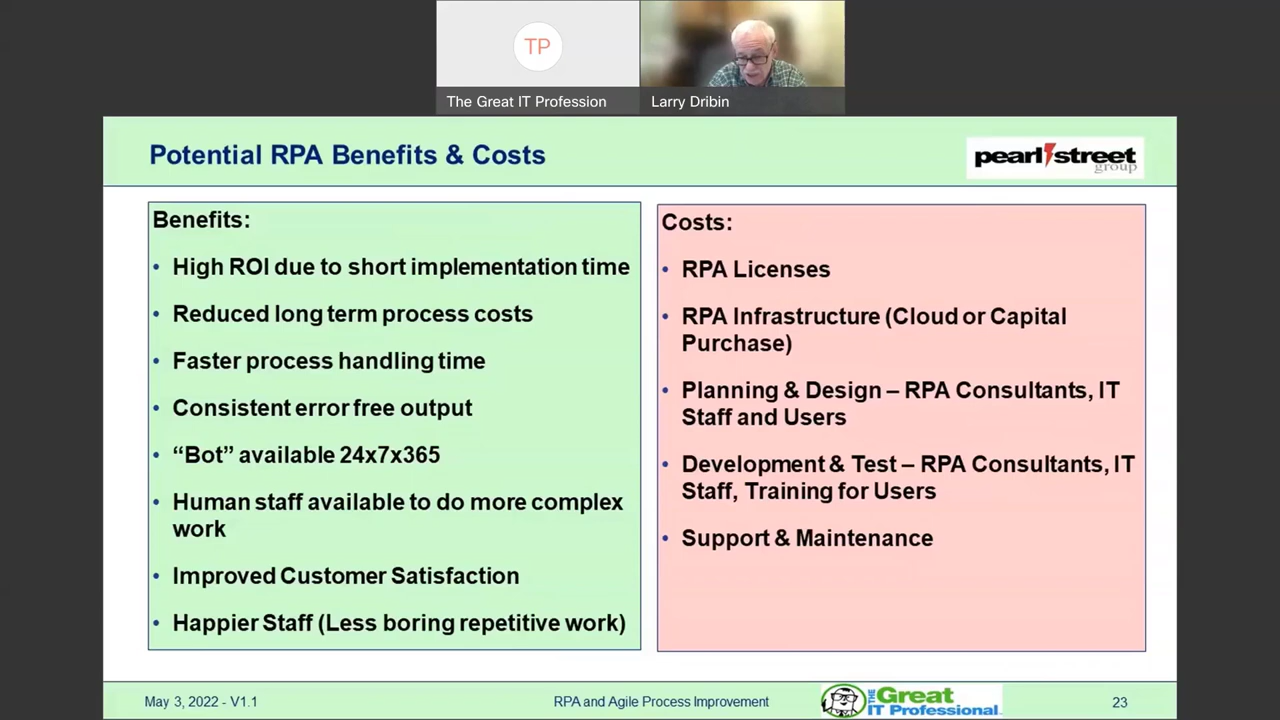 TP
The Great IT Profession
Larry Dribin
Potential RPA Benefits & Costs
pearl street
group
Benefits:
• High ROI due to short implementation time
• Reduced long term process costs
• Faster process handling time
• Consistent error free output
• “Bot” available 24x7x365
• Human staff available to do more complex
work
• Improved Customer Satisfaction
• Happier Staff (Less boring repetitive work)
Costs:
• RPA Licenses
• RPA Infrastructure (Cloud or Capital
Purchase)
• Planning & Design – RPA Consultants, IT
Staff and Users
• Development & Test – RPA Consultants, IT
Staff, Training for Users
• Support & Maintenance
May 3, 2022 - V1.1
RPA and Agile Process Improvement
THE Great
IT Professional
23